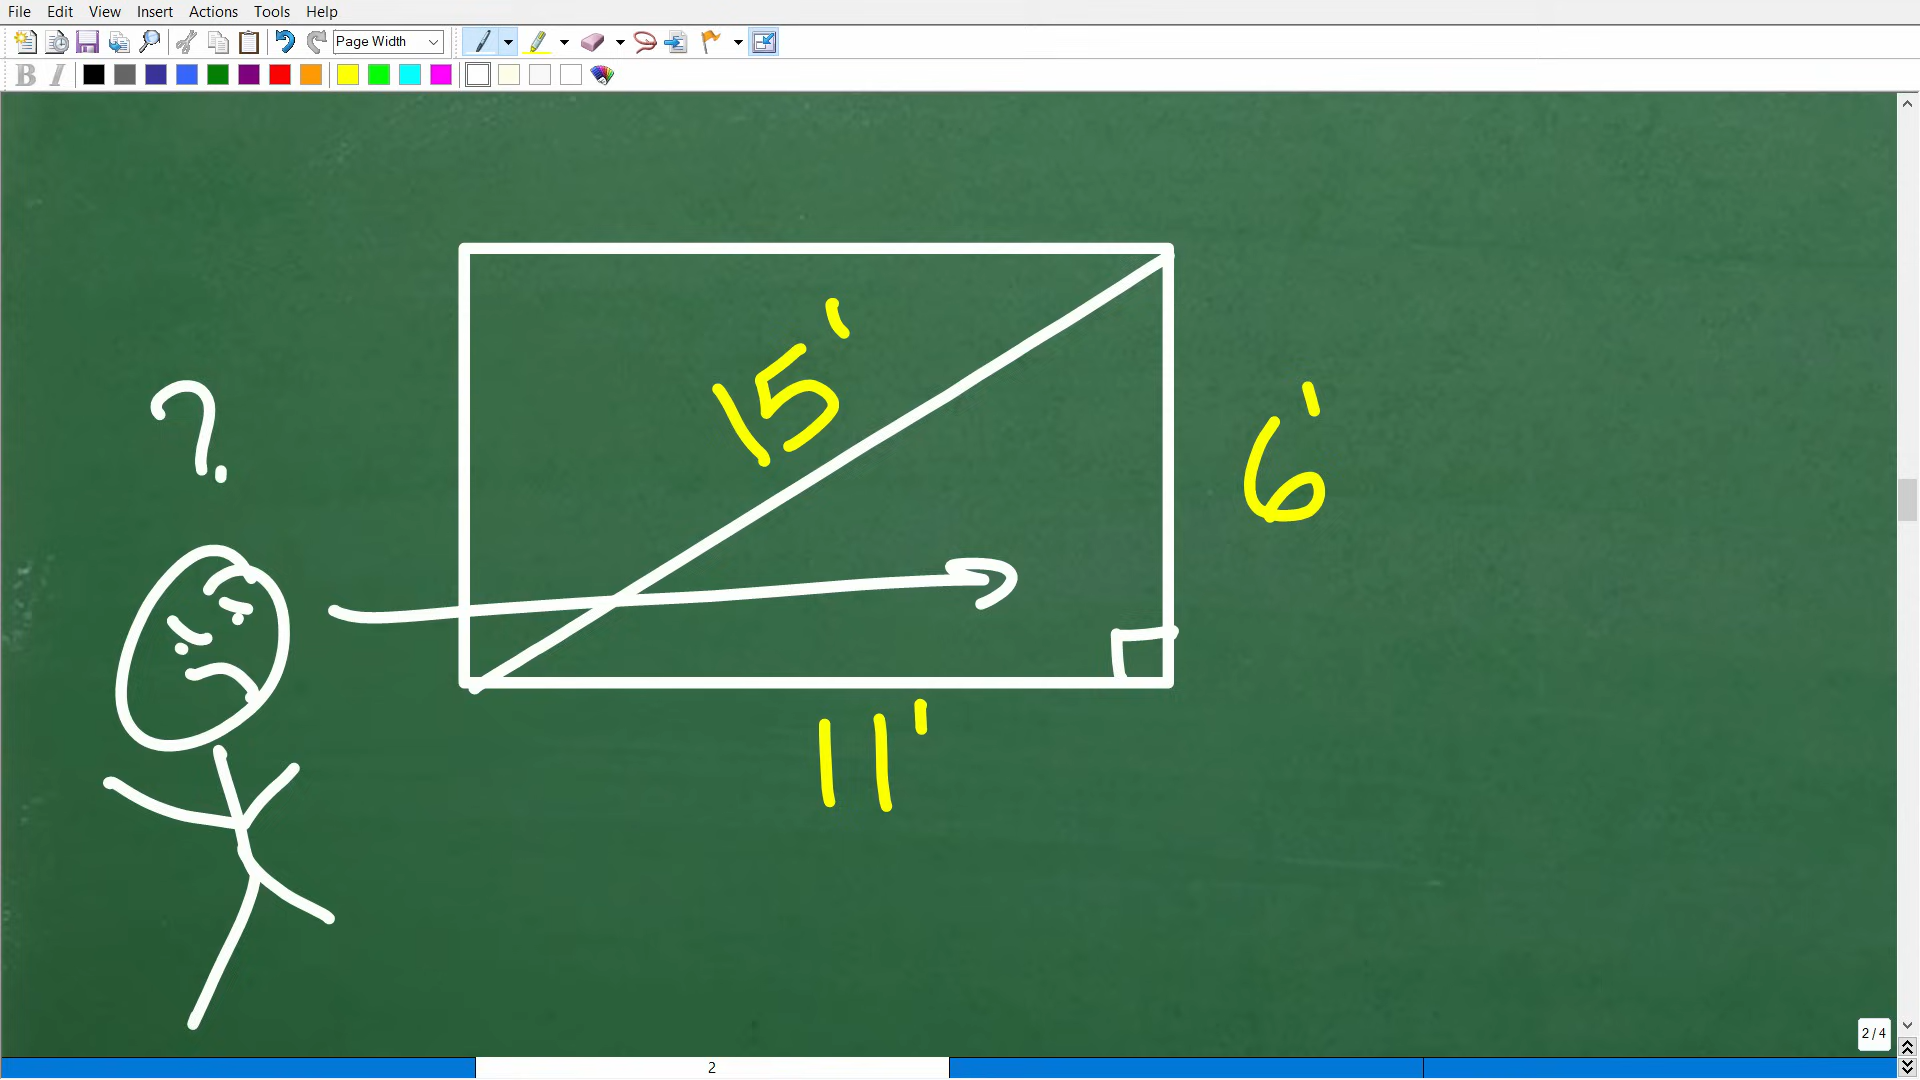 File Edit View Insert Actions Tools Help
Page Width
B I
15'
6'
?
11'
2 / 4
2